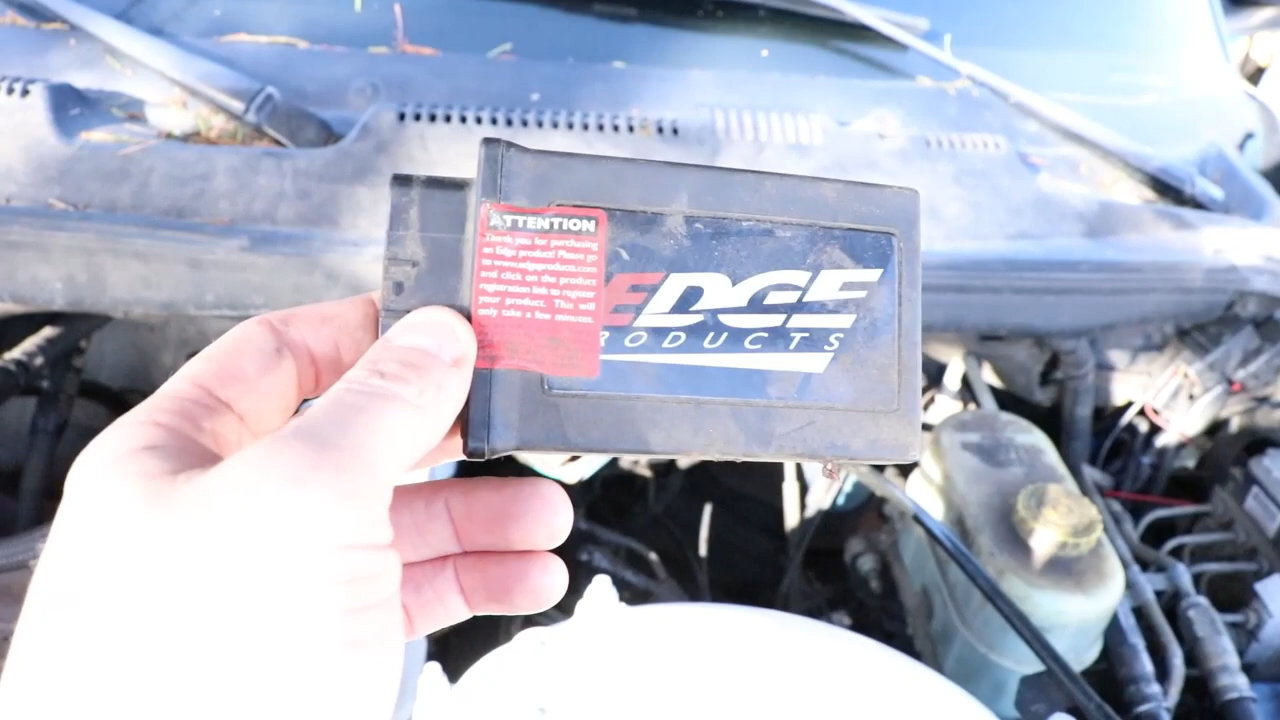 ATTENTION
Thank you for purchasing
an Edge product! Please go
to www.edgeproducts.com
and click on the product
registration link to register
your product. This will
only take a few minutes.
EDGE
RODUCTS